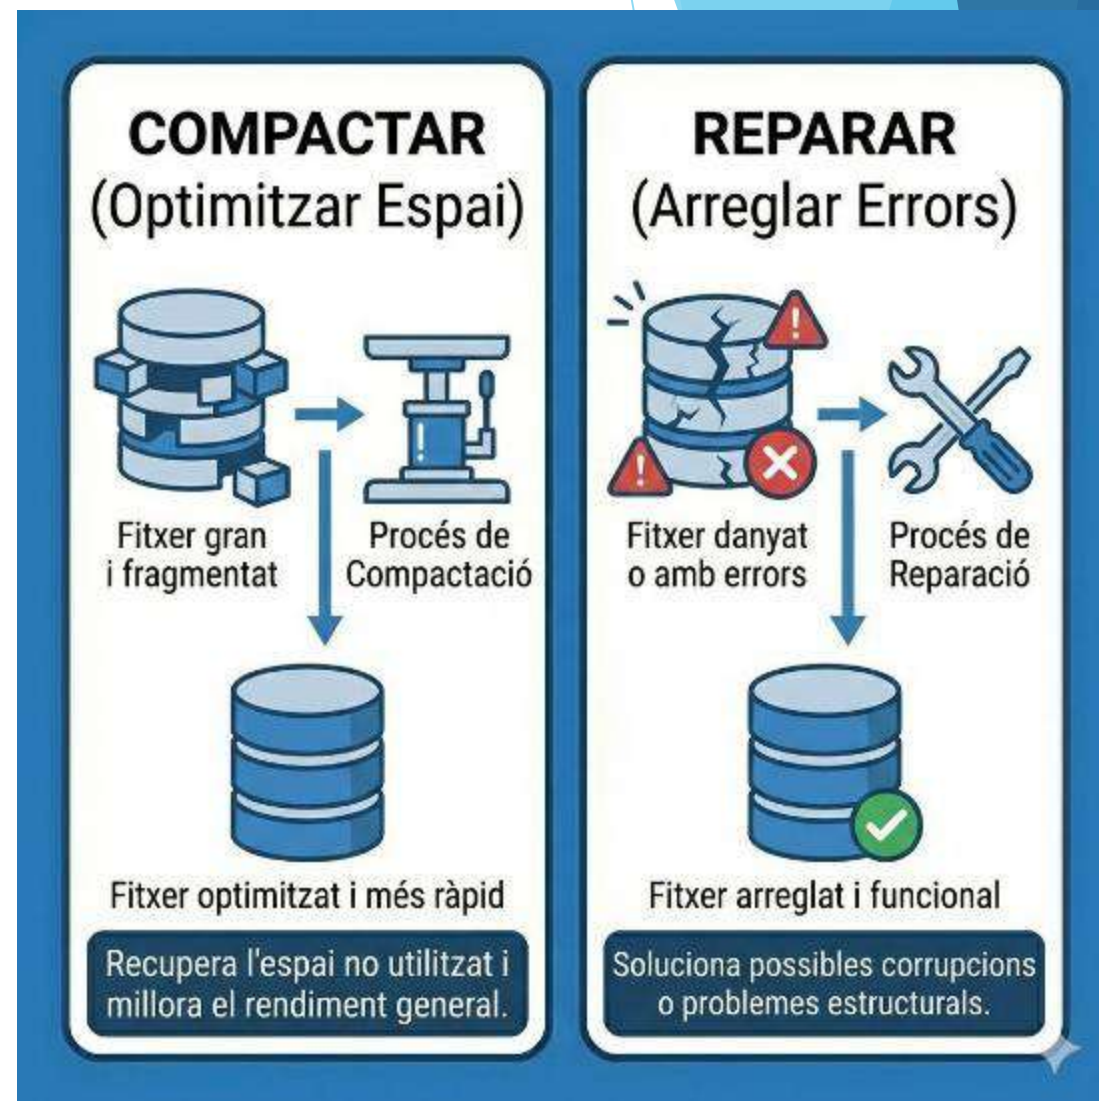 COMPACTAR
(Optimitzar Espai)
Fitxer gran
i fragmentat
Procés de
Compactació
Fitxer optimitzat i més ràpid
Recupera l'espai no utilitzat i
millora el rendiment general.
REPARAR
(Arreglar Errors)
Fitxer danyat
o amb errors
Procés de
Reparació
Fitxer arreglat i funcional
Soluciona possibles corrupcions
o problemes estructurals.